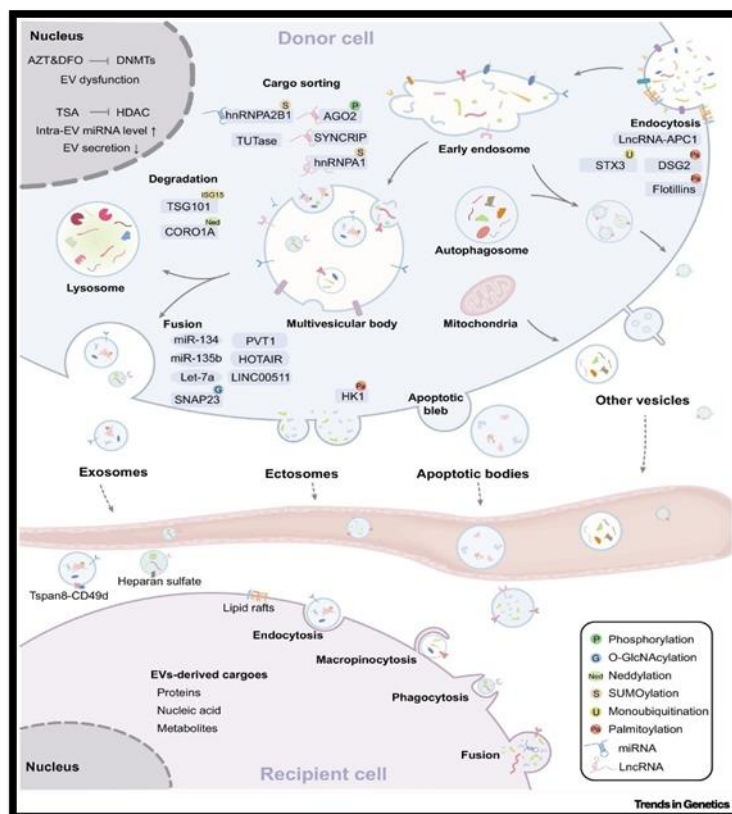 Nucleus
AZT&DFO DNMTs
EV dysfunction
TSA HDAC
Intra-EV miRNA level ↑
EV secretion ↓
Donor cell
Cargo sorting
S
hnRNPA2B1
P
AGO2
TUTase
SYNCRIP
S
hnRNPA1
Early endosome
Endocytosis
LncRNA-APC1
U
STX3
Pa
DSG2
Pa
Flotillins
Degradation
ISG15
TSG101
Ned
CORO1A
Lysosome
Multivesicular body
Autophagosome
Mitochondria
Fusion
miR-134
PVT1
miR-135b
HOTAIR
Let-7a
LINC00511
G
SNAP23
Pa
HK1
Apoptotic
bleb
Other vesicles
Exosomes
Ectosomes
Apoptotic bodies
Tspan8-CD49d
Heparan sulfate
Lipid rafts
Endocytosis
Macropinocytosis
Phagocytosis
Fusion
EVs-derived cargoes
Proteins
Nucleic acid
Metabolites
Nucleus
Recipient cell
P Phosphorylation
G O-GlcNAcylation
Ned Neddylation
S SUMOylation
U Monoubiquitination
Pa Palmitoylation
miRNA
LncRNA
Trends in Genetics